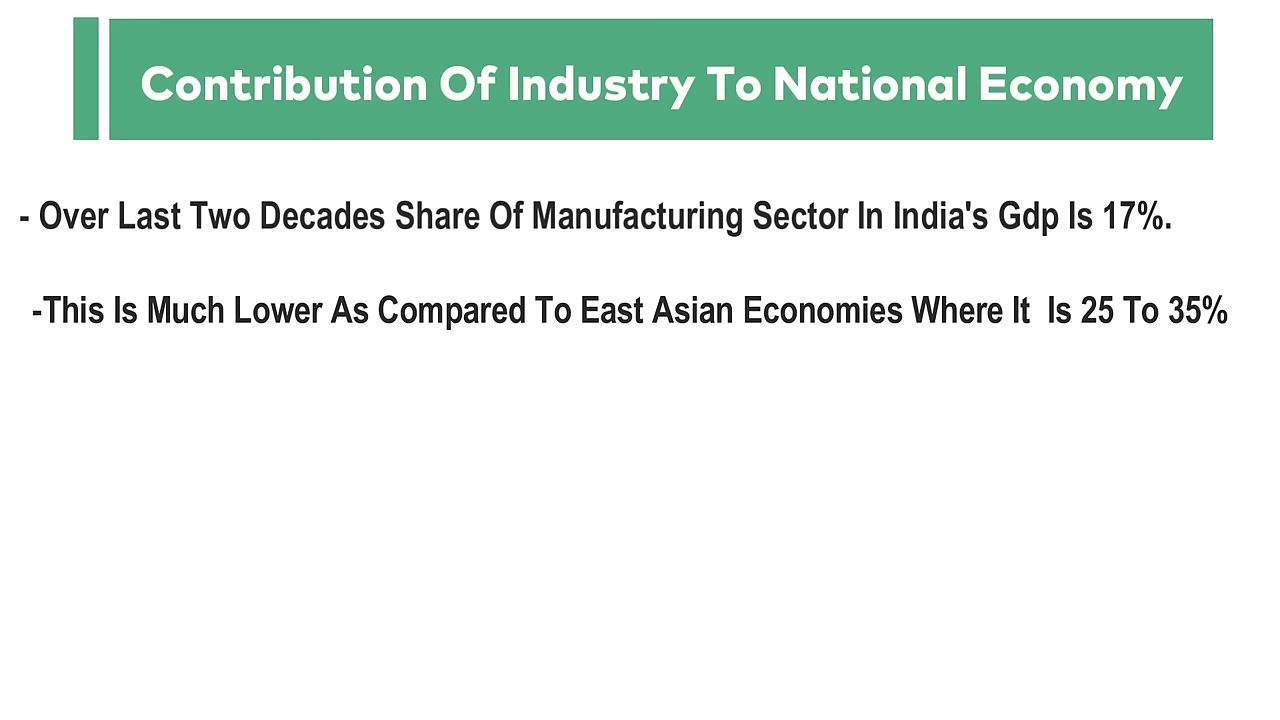 Contribution Of Industry To National Economy
- Over Last Two Decades Share Of Manufacturing Sector In India's Gdp Is 17%.
-This Is Much Lower As Compared To East Asian Economies Where It  Is 25 To 35%